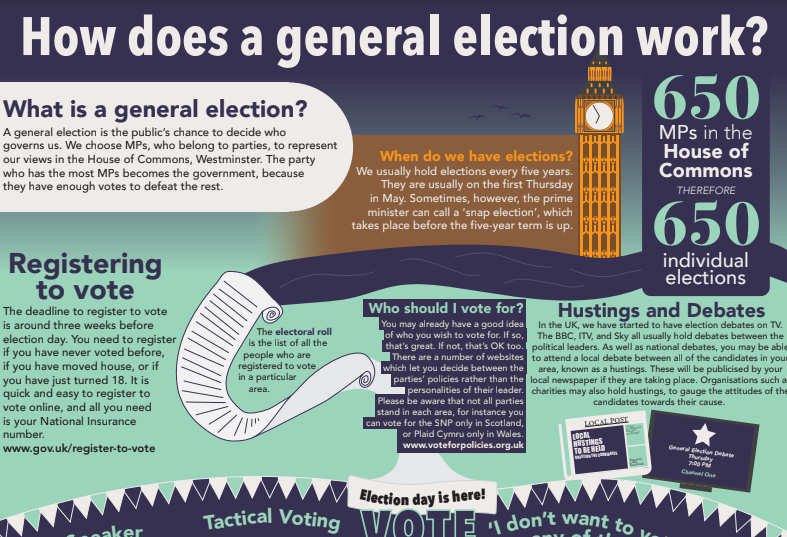 How does a general election work?
What is a general election?
A general election is the public's chance to decide who
governs us. We choose MPs, who belong to parties, to represent
our views in the House of Commons, Westminster. The party
who has the most MPs becomes the government, because
they have enough votes to defeat the rest.
When do we have elections?
We usually hold elections every five years.
They are usually on the first Thursday
in May. Sometimes, however, the prime
minister can call a 'snap election', which
takes place before the five-year term is up.
650
MPs in the
House of
Commons
THEREFORE
650
individual
elections
Registering
to vote
The deadline to register to vote
is around three weeks before
election day. You need to register
if you have never voted before,
if you have moved house, or if
you have just turned 18. It is
quick and easy to register to
vote online, and all you need
is your National Insurance
number.
www.gov.uk/register-to-vote
The electoral roll
is the list of all the
people who are
registered to vote
in a particular
area.
Who should I vote for?
You may already have a good idea
of who you wish to vote for. If so,
that's great. If not, that's OK too.
There are a number of websites
which let you decide between the
parties' policies rather than the
personalities of their leader.
Please be aware that not all parties
stand in each area, for instance you
can vote for the SNP only in Scotland,
or Plaid Cymru only in Wales.
www.voteforpolicies.org.uk
Hustings and Debates
In the UK, we have started to have election debates on TV.
The BBC, ITV, and Sky all usually hold debates between the
political leaders. As well as national debates, you may be able
to attend a local debate between all of the candidates in your
area, known as a hustings. These will be publicised by your
local newspaper if they are taking place. Organisations such a
charities may also hold hustings, to gauge the attitudes of the
candidates towards their cause.
LOCAL POST
LOCAL
HUSTINGS
TO BE HELD
General Election Debate
Thursday
7:00 PM
Channel One
Election day is here!
VOTE
Speaker
Tactical Voting
'I don't want to vo
any of th